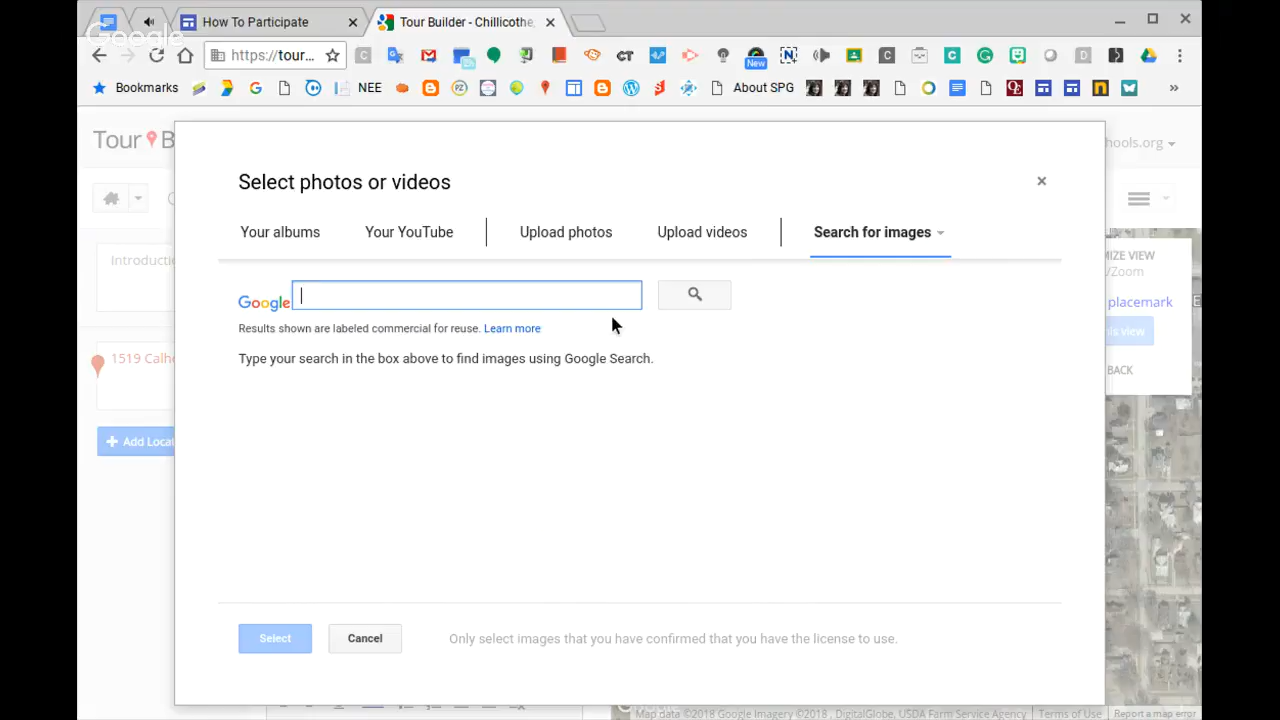 How To Participate
Tour Builder - Chillicothe,
Google
https://tour...
New
Bookmarks
NEE
About SPG
Tour B
hools.org
Select photos or videos
Your albums
Your YouTube
Upload photos
Upload videos
Search for images
Introducti
MIZE VIEW
/Zoom
placemark
is view
BACK
Google
Results shown are labeled commercial for reuse. Learn more
Type your search in the box above to find images using Google Search.
1519 Calh
Add Locat
Select
Cancel
Only select images that you have confirmed that you have the license to use.
Map data ©2018 Google Imagery ©2018 , DigitalGlobe, USDA Farm Service Agency
Terms of Use
Report a map error